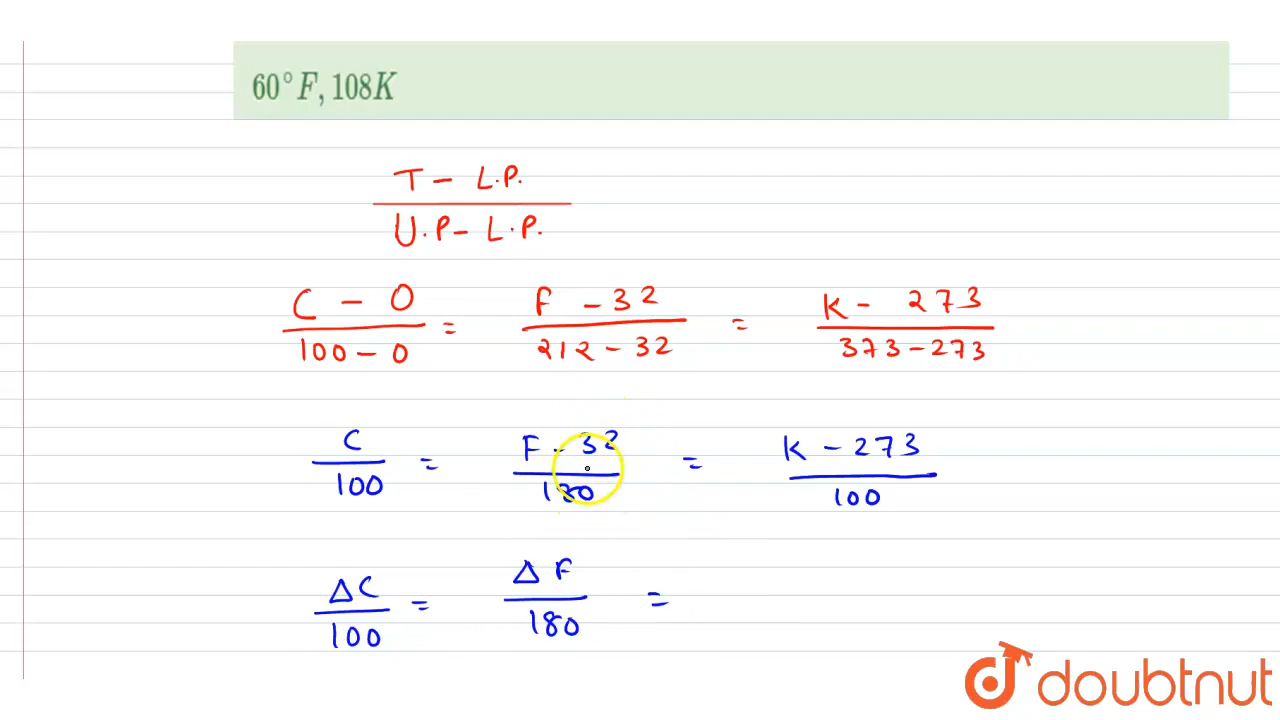 60°F, 108K
T - L.P.
U.P - L.P.
C - 0 = F - 32 = K - 273
100 - 0 212 - 32 373 - 273
C = F - 32 = K - 273
100 180 100
ΔC = ΔF =
100 180
doubtnut